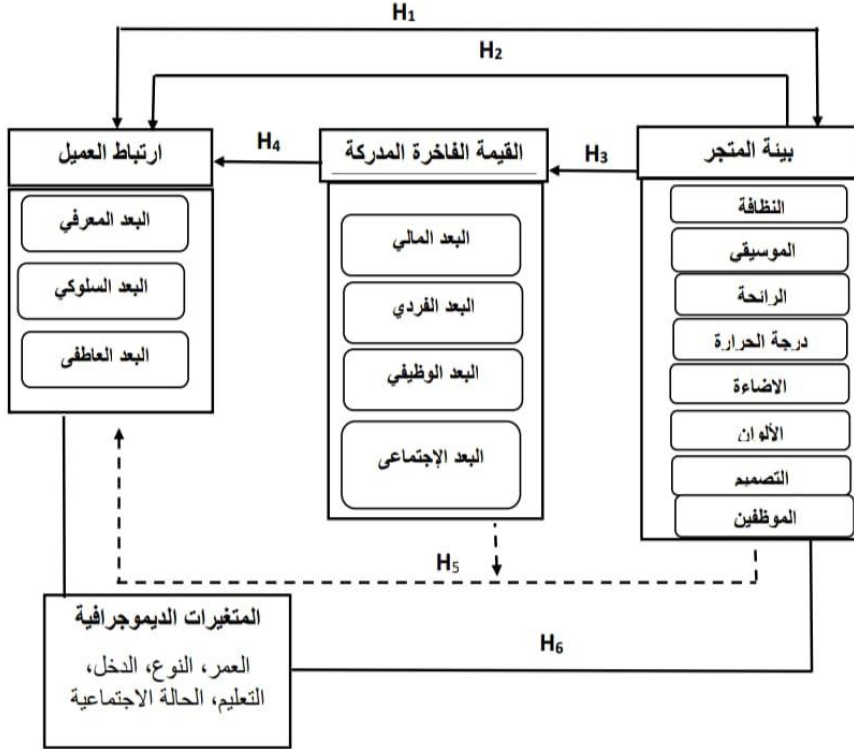 H1
H2
بيئة المتجر
H3
القيمة الفاخرة المدركة
H4
ارتباط العميل
النظافة
الموسيقى
الرائحة
درجة الحرارة
الاضاءة
الألوان
التصميم
الموظفين
البعد المالي
البعد الفردي
البعد الوظيفي
البعد الإجتماعى
البعد المعرفي
البعد السلوكي
البعد العاطفى
H5
H6
المتغيرات الديموجرافية
العمر، النوع، الدخل،
التعليم، الحالة الاجتماعية